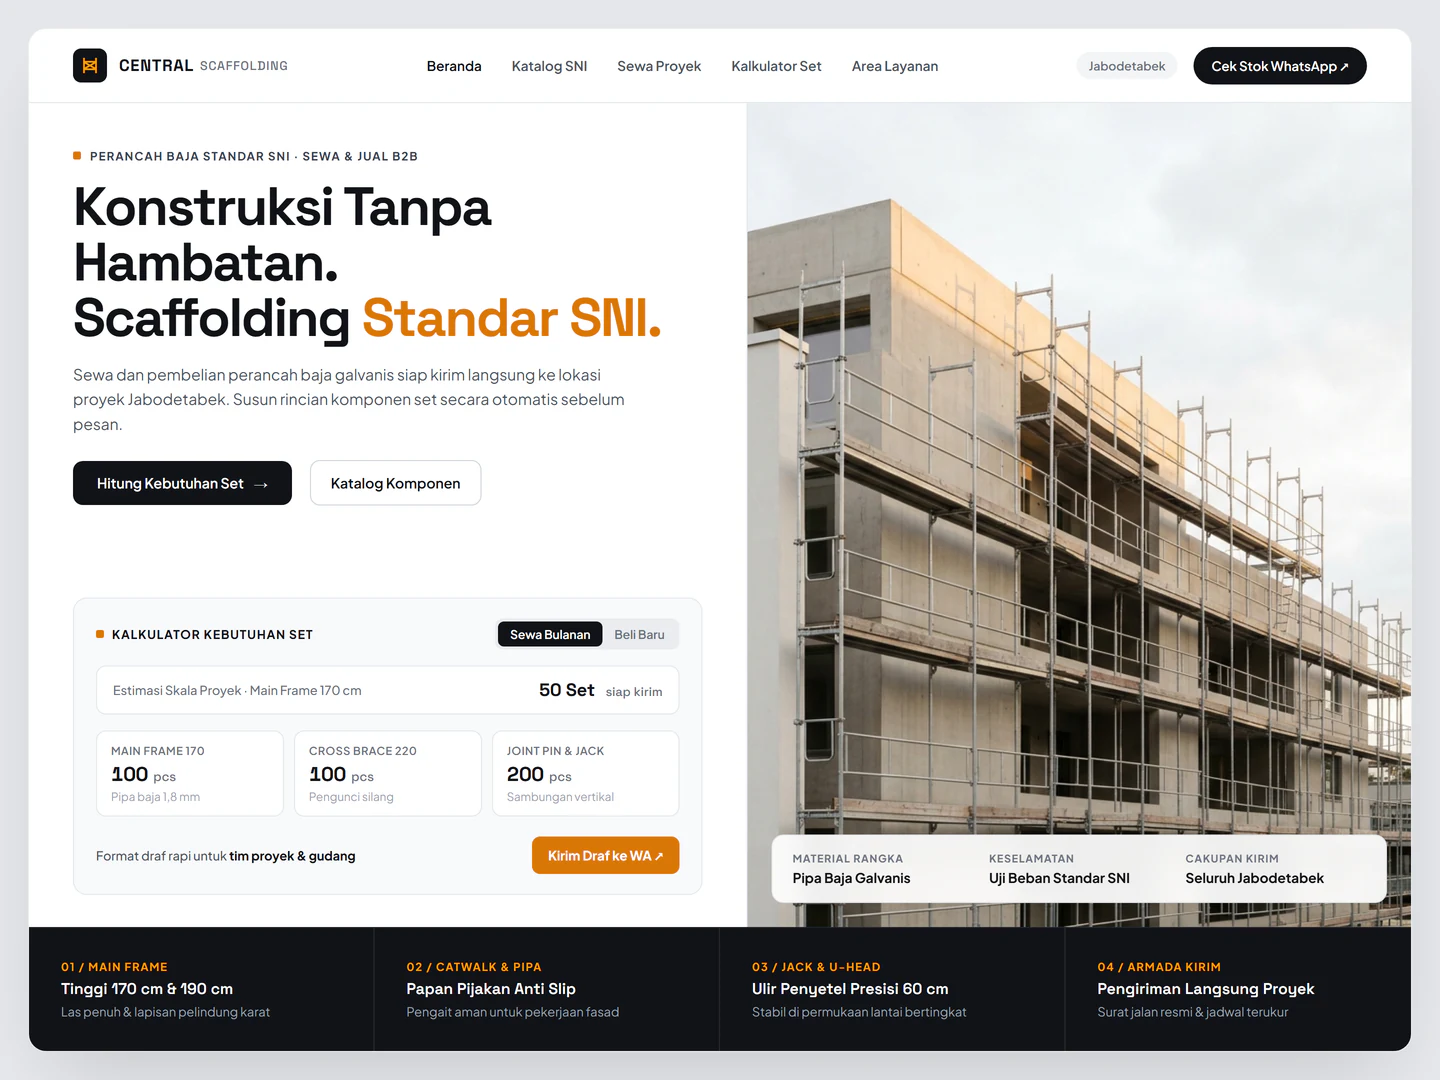 CENTRAL SCAFFOLDING
Beranda
Katalog SNI
Sewa Proyek
Kalkulator Set
Area Layanan
Jabodetabek
Cek Stok WhatsApp ↗
PERANCAH BAJA STANDAR SNI · SEWA & JUAL B2B
Konstruksi Tanpa
Hambatan.
Scaffolding Standar SNI.
Sewa dan pembelian perancah baja galvanis siap kirim langsung ke lokasi
proyek Jabodetabek. Susun rincian komponen set secara otomatis sebelum
pesan.
Hitung Kebutuhan Set →
Katalog Komponen
KALKULATOR KEBUTUHAN SET
Sewa Bulanan
Beli Baru
Estimasi Skala Proyek · Main Frame 170 cm
50 Set siap kirim
MAIN FRAME 170
100 pcs
Pipa baja 1,8 mm
CROSS BRACE 220
100 pcs
Pengunci silang
JOINT PIN & JACK
200 pcs
Sambungan vertikal
Format draf rapi untuk tim proyek & gudang
Kirim Draf ke WA ↗
MATERIAL RANGKA
Pipa Baja Galvanis
KESELAMATAN
Uji Beban Standar SNI
CAKUPAN KIRIM
Seluruh Jabodetabek
01 / MAIN FRAME
Tinggi 170 cm & 190 cm
Las penuh & lapisan pelindung karat
02 / CATWALK & PIPA
Papan Pijakan Anti Slip
Pengait aman untuk pekerjaan fasad
03 / JACK & U-HEAD
Ulir Penyetel Presisi 60 cm
Stabil di permukaan lantai bertingkat
04 / ARMADA KIRIM
Pengiriman Langsung Proyek
Surat jalan resmi & jadwal terukur